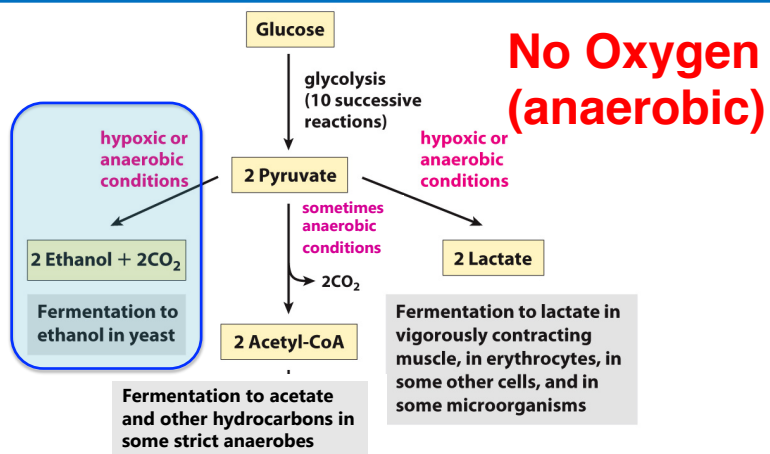 Glucose
No Oxygen
(anaerobic)
glycolysis
(10 successive
reactions)
hypoxic or
anaerobic
conditions
2 Pyruvate
hypoxic or
anaerobic
conditions
sometimes
anaerobic
conditions
2 Ethanol + 2CO₂
2CO₂
2 Lactate
Fermentation to
ethanol in yeast
2 Acetyl-CoA
Fermentation to lactate in
vigorously contracting
muscle, in erythrocytes, in
some other cells, and in
some microorganisms
Fermentation to acetate
and other hydrocarbons in
some strict anaerobes